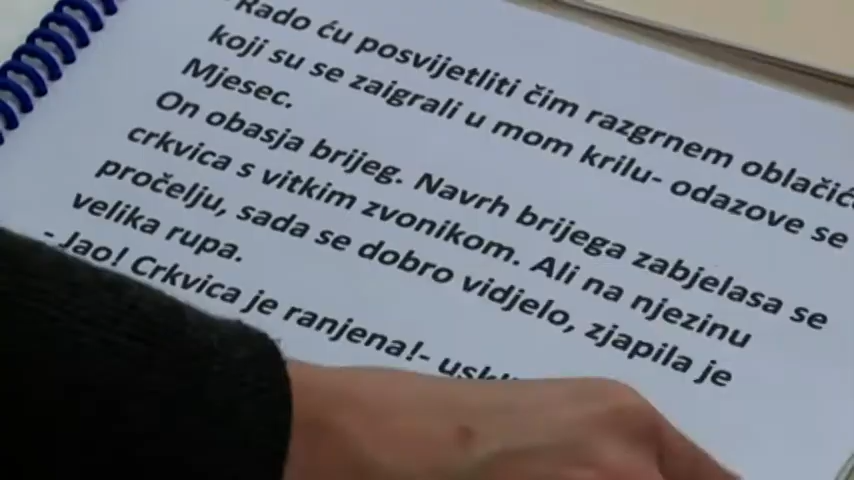 - Rado ću posvijetliti čim razgrnem oblačiće
koji su se zaigrali u mom krilu- odazove se
Mjesec.
On obasja brijeg. Navrh brijega zabjelasa se
crkvica s vitkim zvonikom. Ali na njezinu
pročelju, sada se dobro vidjelo, zjapila je
velika rupa.
- Jao! Crkvica je ranjena!-